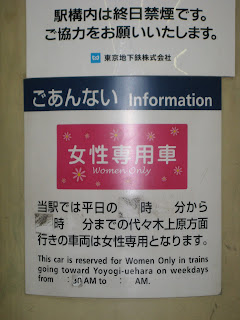 駅構内は終日禁煙です。
ご協力をお願いいたします。
東京地下鉄株式会社
ごあんない Information
女性専用車
Women Only
当駅では平日の 時 分から
時 分までの代々木上原方面
行きの車両は女性専用となります。
This car is reserved for Women Only in trains
going toward Yoyogi-uehara on weekdays
from : 0 AM to : AM.